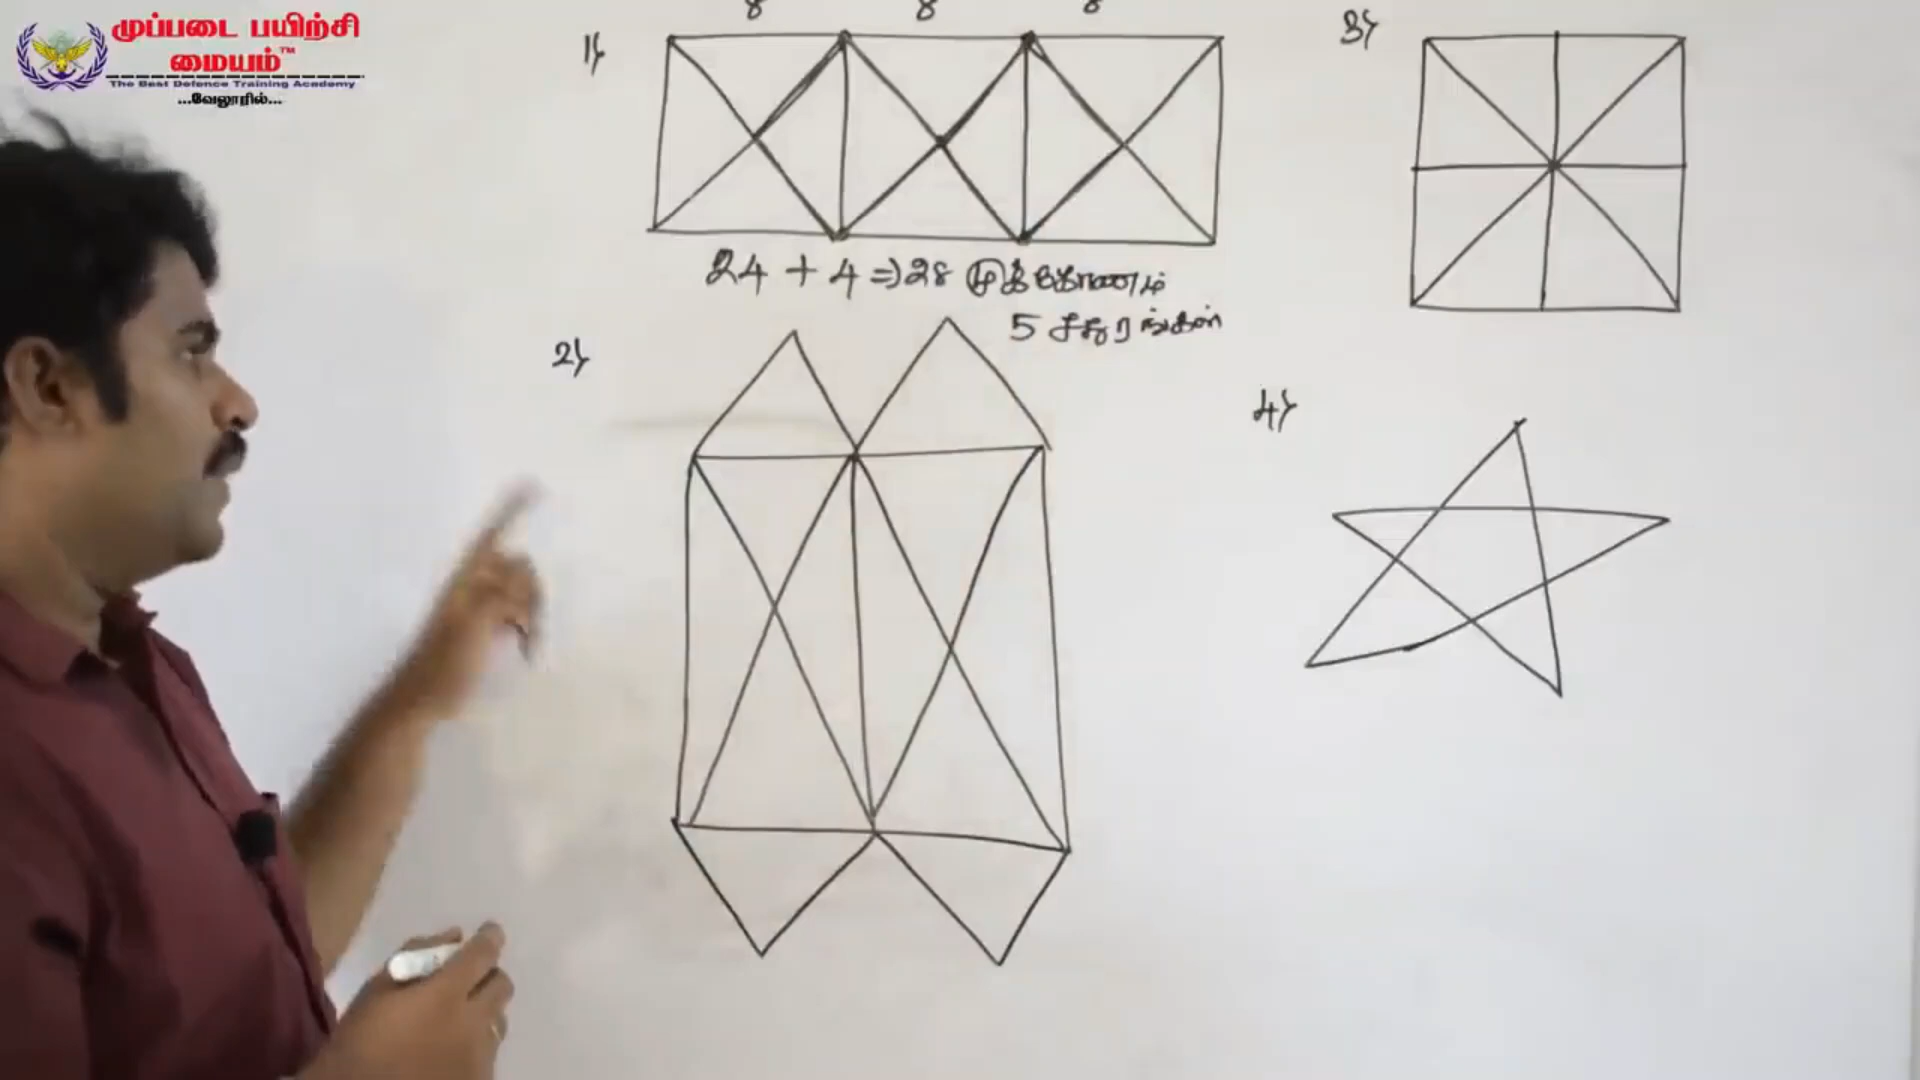 முப்படை பயிற்சி
மையம்™
The Best Defence Training Academy
...வேலூரில்...
8 8 8
1)
3)
24 + 4 => 28 முக்கோணம்
5 சதுரங்கள்
2)
4)